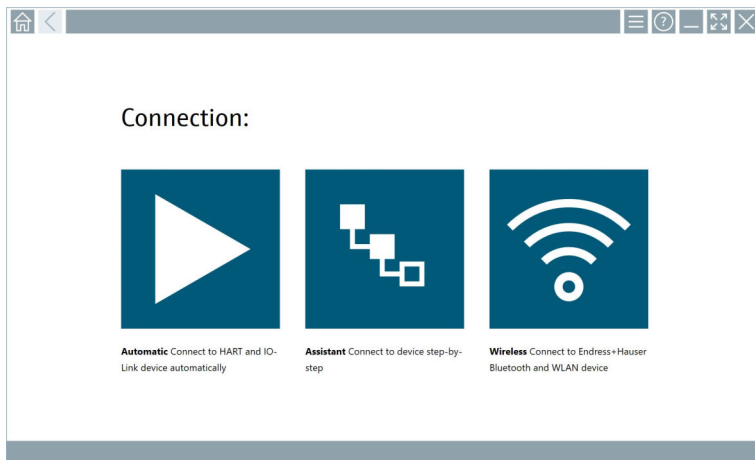 Connection:
Automatic Connect to HART and IO-
Link device automatically
Assistant Connect to device step-by-
step
Wireless Connect to Endress+Hauser
Bluetooth and WLAN device